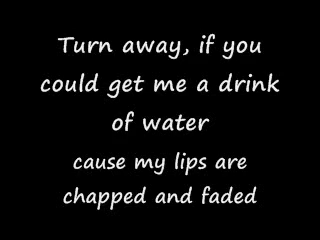 Turn away, if you
could get me a drink
of water
cause my lips are
chapped and faded